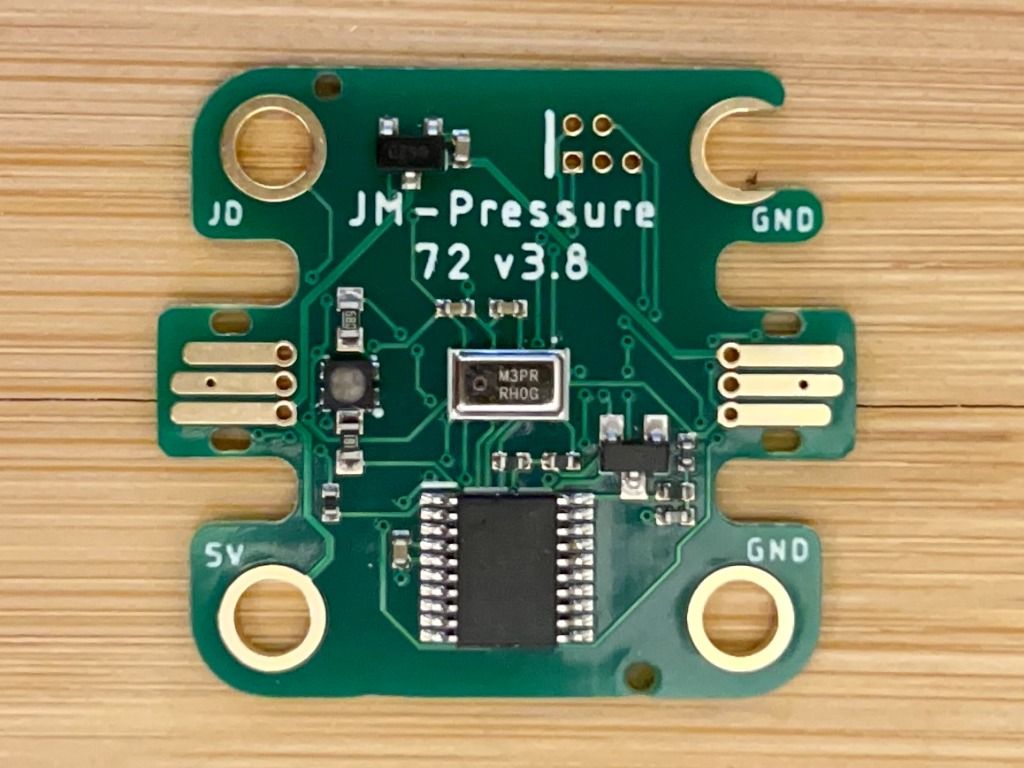 JD
JM-Pressure
GND
72 v3.8
M3PR
RH0G
5V
GND